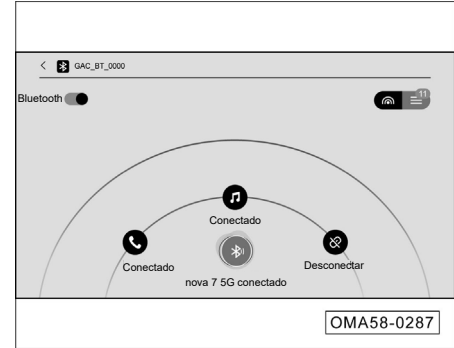 GAC_BT_0000
Bluetooth
11
Conectado
Conectado
Desconectar
nova 7 5G conectado
OMA58-0287